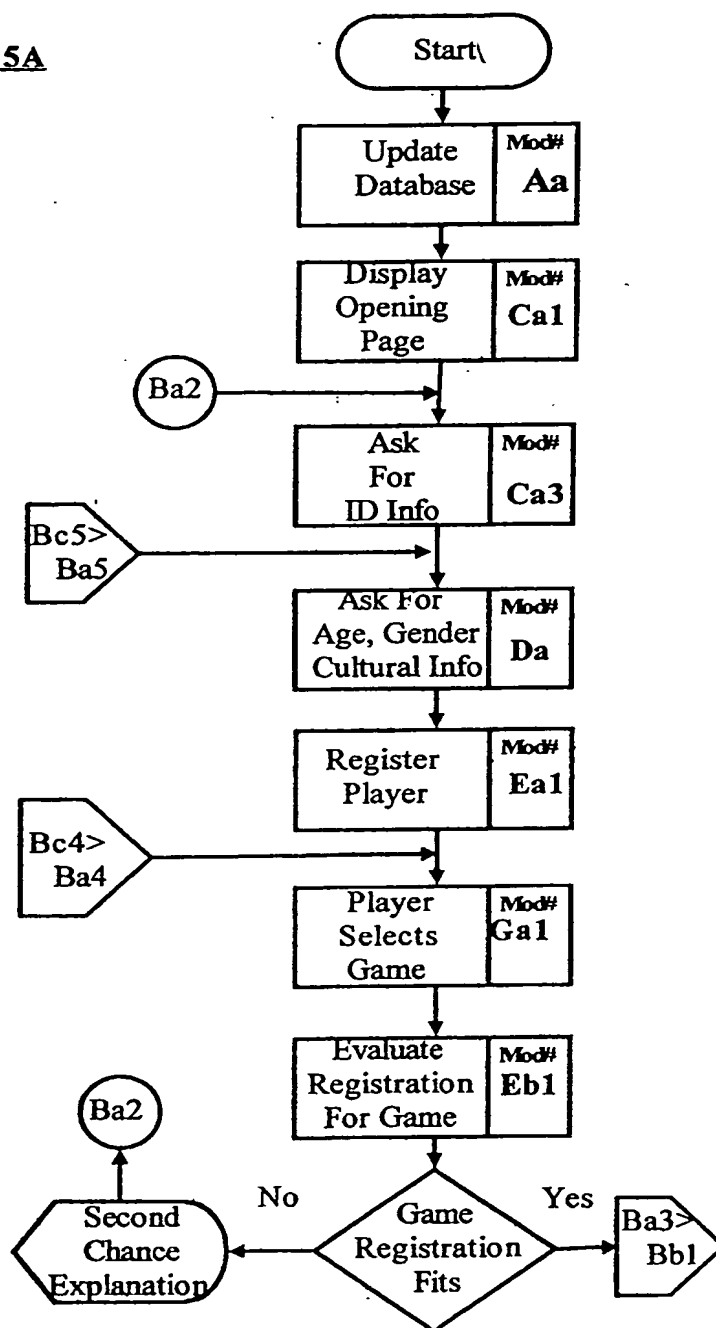 5A
Start\
Update
Database
Mod#
Aa
Display
Opening
Page
Mod#
Ca1
Ba2
Ask
For
ID Info
Mod#
Ca3
Bc5>
Ba5
Ask For
Age, Gender
Cultural Info
Mod#
Da
Register
Player
Mod#
Ea1
Bc4>
Ba4
Player
Selects
Game
Mod#
Ga1
Evaluate
Registration
For Game
Mod#
Eb1
Ba2
No
Yes
Second
Chance
Explanation
Game
Registration
Fits
Ba3>
Bb1